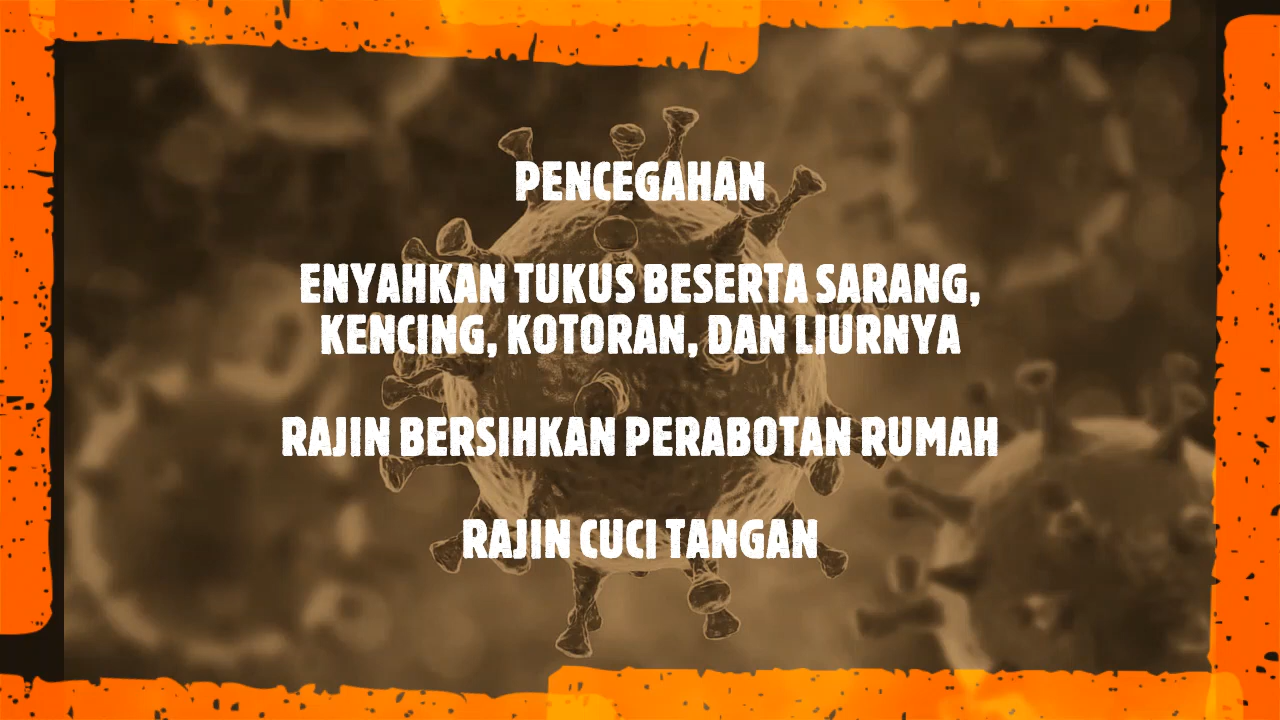 PENCEGAHAN
ENYAHKAN TUKUS BESERTA SARANG,
KENCING, KOTORAN, DAN LIURNYA
RAJIN BERSIHKAN PERABOTAN RUMAH
RAJIN CUCI TANGAN